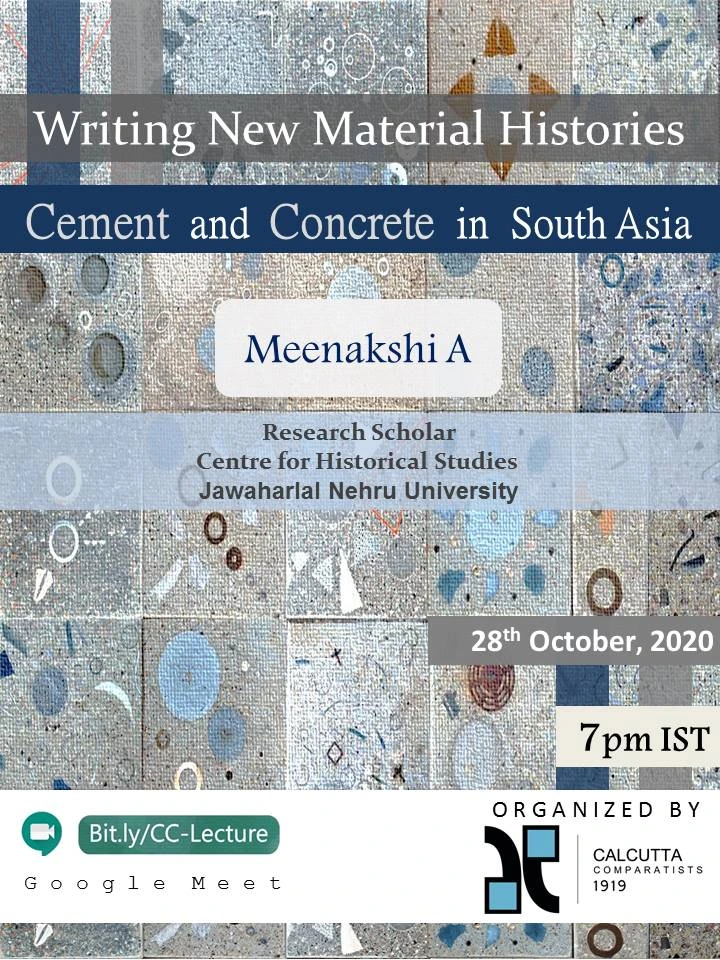 Writing New Material Histories
Cement and Concrete in South Asia
Meenakshi A
Research Scholar
Centre for Historical Studies
Jawaharlal Nehru University
28th October, 2020
7pm IST
Bit.ly/CC-Lecture
Google Meet
ORGANIZED BY
CALCUTTA
COMPARATISTS
1919